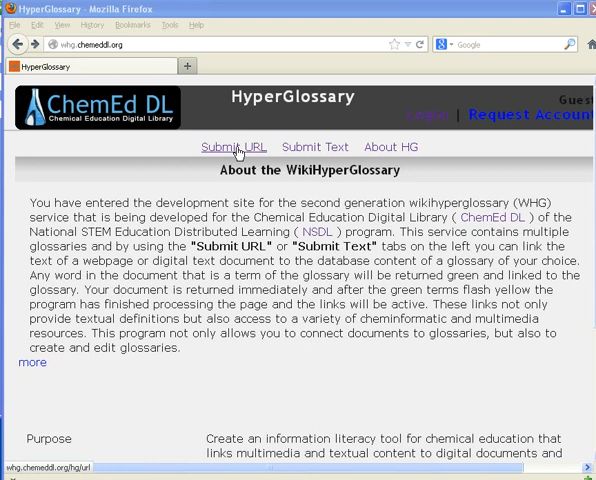 HyperGlossary - Mozilla Firefox
File Edit View History Bookmarks Tools Help
whg.chemeddl.org
Google
HyperGlossary
ChemEd DL
Chemical Education Digital Library
HyperGlossary
Guest
Login | Request Account
Submit URL Submit Text About HG
About the WikiHyperGlossary
You have entered the development site for the second generation wikihyperglossary (WHG)
service that is being developed for the Chemical Education Digital Library ( ChemEd DL ) of the
National STEM Education Distributed Learning ( NSDL ) program. This service contains multiple
glossaries and by using the "Submit URL" or "Submit Text" tabs on the left you can link the
text of a webpage or digital text document to the database content of a glossary of your choice.
Any word in the document that is a term of the glossary will be returned green and linked to the
glossary. Your document is returned immediately and after the green terms flash yellow the
program has finished processing the page and the links will be active. These links not only
provide textual definitions but also access to a variety of cheminformatic and multimedia
resources. This program not only allows you to connect documents to glossaries, but also to
create and edit glossaries.
more
Purpose
Create an information literacy tool for chemical education that
links multimedia and textual content to digital documents and
whg.chemeddl.org/hg/url